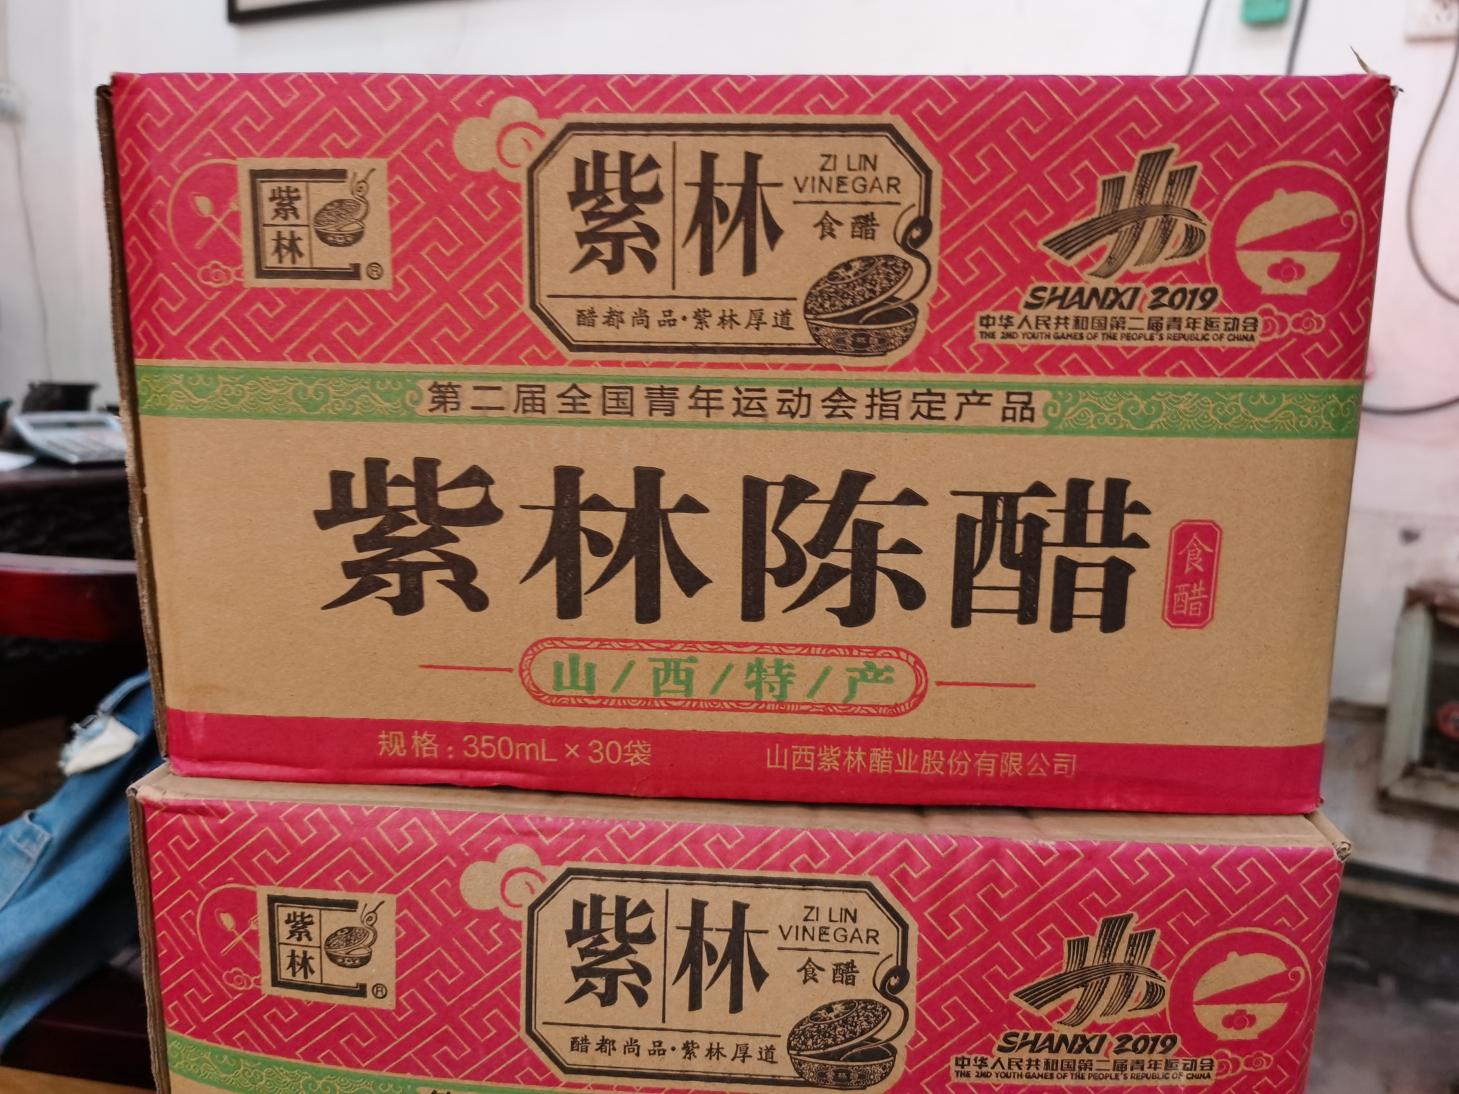 紫林
®
紫林
ZI LIN
VINEGAR
食醋
醋都尚品·紫林厚道
SHANXI 2019
中华人民共和国第二届青年运动会
THE 2ND YOUTH GAMES OF THE PEOPLE'S REPUBLIC OF CHINA
第二届全国青年运动会指定产品
紫林陈醋
食醋
山/西/特/产
规格：350mL×30袋
山西紫林醋业股份有限公司
紫林
®
紫林
ZI LIN
VINEGAR
食醋
醋都尚品·紫林厚道
SHANXI 2019
中华人民共和国第二届青年运动会
THE 2ND YOUTH GAMES OF THE PEOPLE'S REPUBLIC OF CHINA